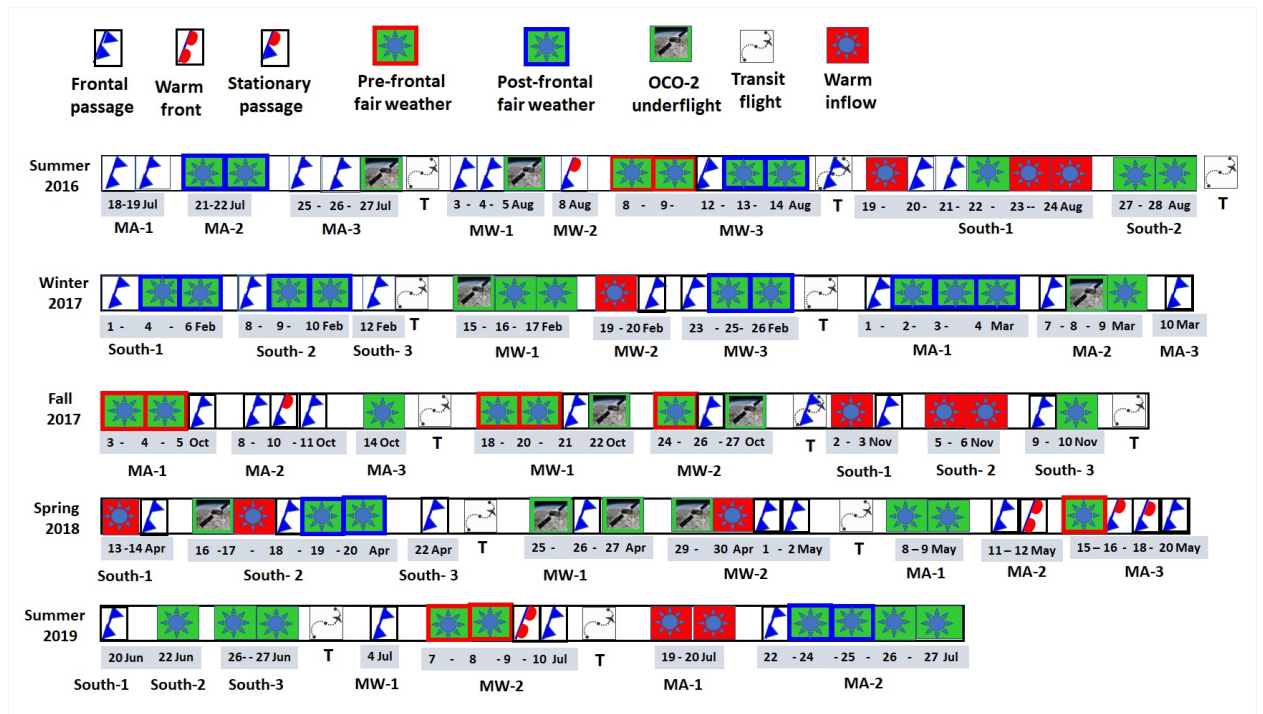 Frontal passage
Warm front
Stationary passage
Pre-frontal fair weather
Post-frontal fair weather
OCO-2 underflight
Transit flight
Warm inflow
Summer 2016
18-19 Jul
21-22 Jul
25 - 26 - 27 Jul
T
3 - 4 - 5 Aug
8 Aug
8 - 9- 12 - 13 - 14 Aug
T
19 - 20- 21- 22 - 23-- 24 Aug
27 - 28 Aug
T
MA-1
MA-2
MA-3
MW-1
MW-2
MW-3
South-1
South-2
Winter 2017
1 - 4 - 6 Feb
8 - 9- 10 Feb
12 Feb
T
15 - 16 - 17 Feb
19 - 20 Feb
23 - 25- 26 Feb
T
1 - 2- 3- 4 Mar
7 - 8 - 9 Mar
10 Mar
South-1
South- 2
South- 3
MW-1
MW-2
MW-3
MA-1
MA-2
MA-3
Fall 2017
3 - 4 - 5 Oct
8 - 10 - 11 Oct
14 Oct
T
18 - 20 - 21 22 Oct
24 - 26 - 27 Oct
T
2 - 3 Nov
5 - 6 Nov
9 - 10 Nov
T
MA-1
MA-2
MA-3
MW-1
MW-2
South-1
South- 2
South- 3
Spring 2018
13 -14 Apr
16 -17 - 18 - 19 - 20 Apr
22 Apr
T
25 - 26 - 27 Apr
29 - 30 Apr 1 - 2 May
T
8 – 9 May
11 – 12 May
15 – 16 - 18 - 20 May
South-1
South- 2
South- 3
MW-1
MW-2
MA-1
MA-2
MA-3
Summer 2019
20 Jun
22 Jun
26- - 27 Jun
T
4 Jul
7 - 8 - 9 - 10 Jul
T
19 - 20 Jul
22 - 24 - 25 - 26 - 27 Jul
South-1
South-2
South-3
MW-1
MW-2
MA-1
MA-2